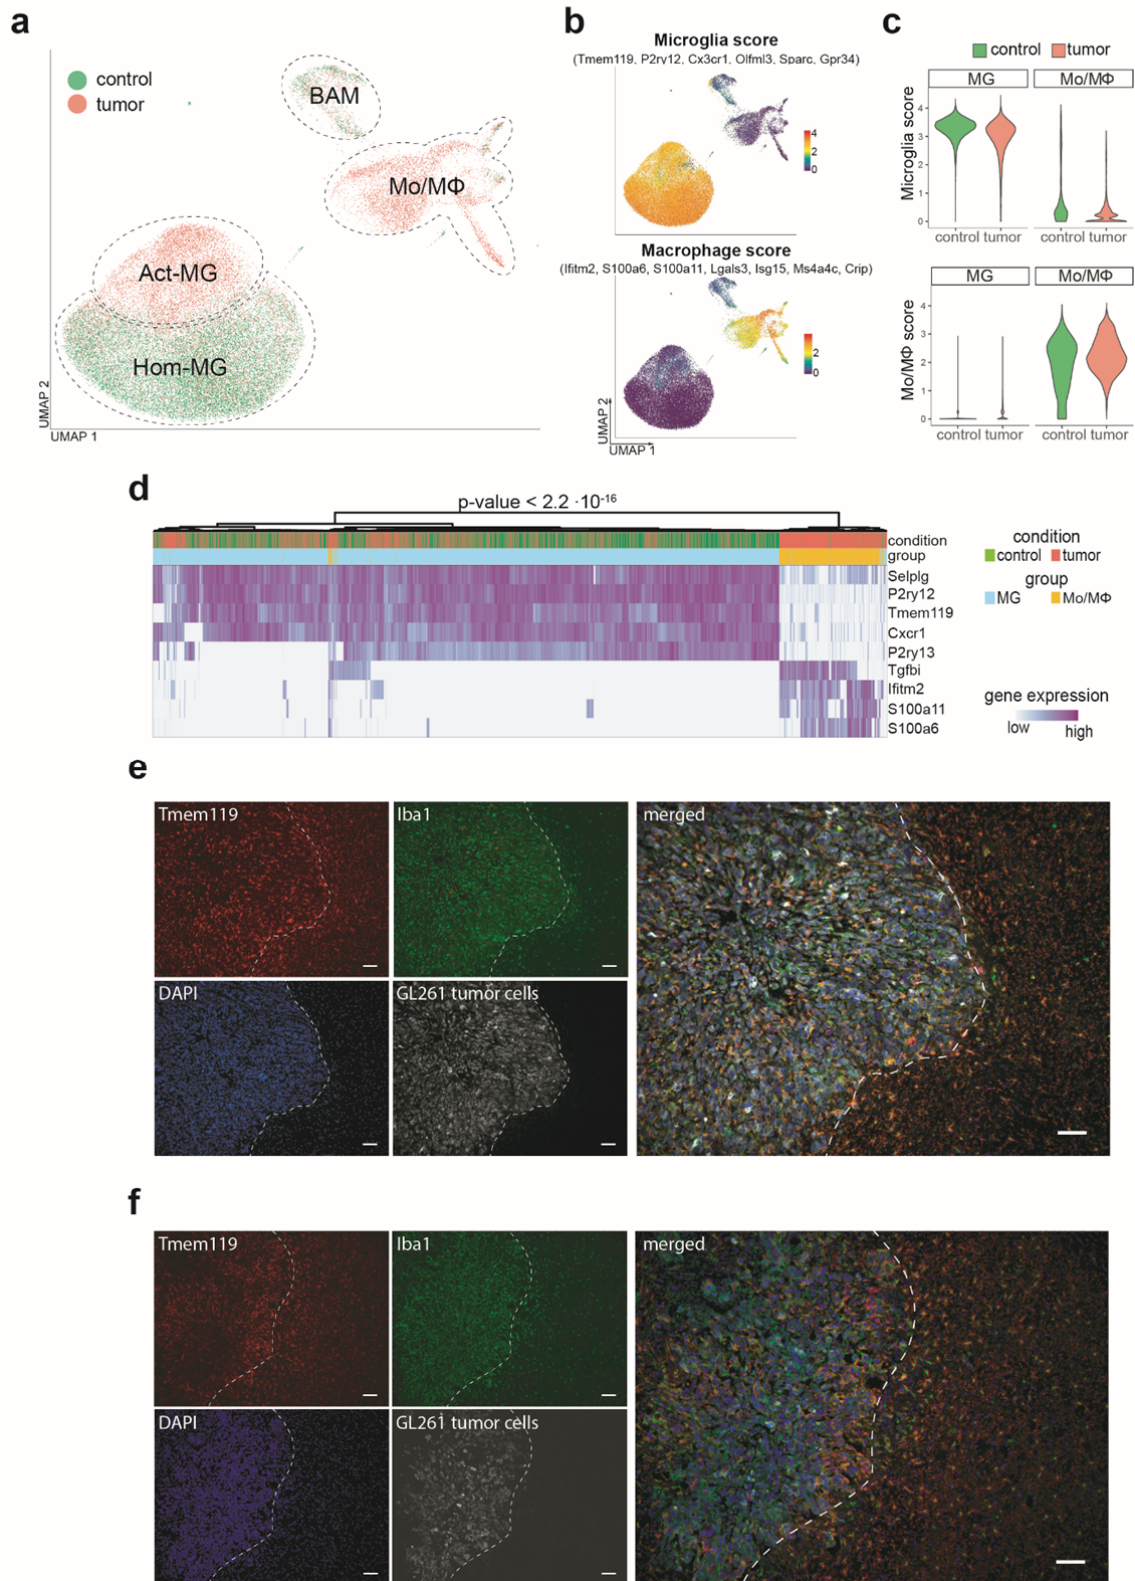 a
control
tumor
BAM
Mo/MΦ
Act-MG
Hom-MG
UMAP 2
UMAP 1
b
Microglia score
(Tmem119, P2ry12, Cx3cr1, Olfml3, Sparc, Gpr34)
4
2
0
Macrophage score
(Ifitm2, S100a6, S100a11, Lgals3, Isg15, Ms4a4c, Crip)
2
0
UMAP 2
UMAP 1
c
control tumor
MG Mo/MΦ
Microglia score
4
3
2
1
0
control tumor control tumor
MG Mo/MΦ
Mo/MΦ score
4
3
2
1
0
control tumor control tumor
d
p-value < 2.2 ·10-16
condition
group
Selplg
P2ry12
Tmem119
Cxcr1
P2ry13
Tgfbi
Ifitm2
S100a11
S100a6
condition
control tumor
group
MG Mo/MΦ
gene expression
low high
e
Tmem119
Iba1
merged
DAPI
GL261 tumor cells
f
Tmem119
Iba1
merged
DAPI
GL261 tumor cells